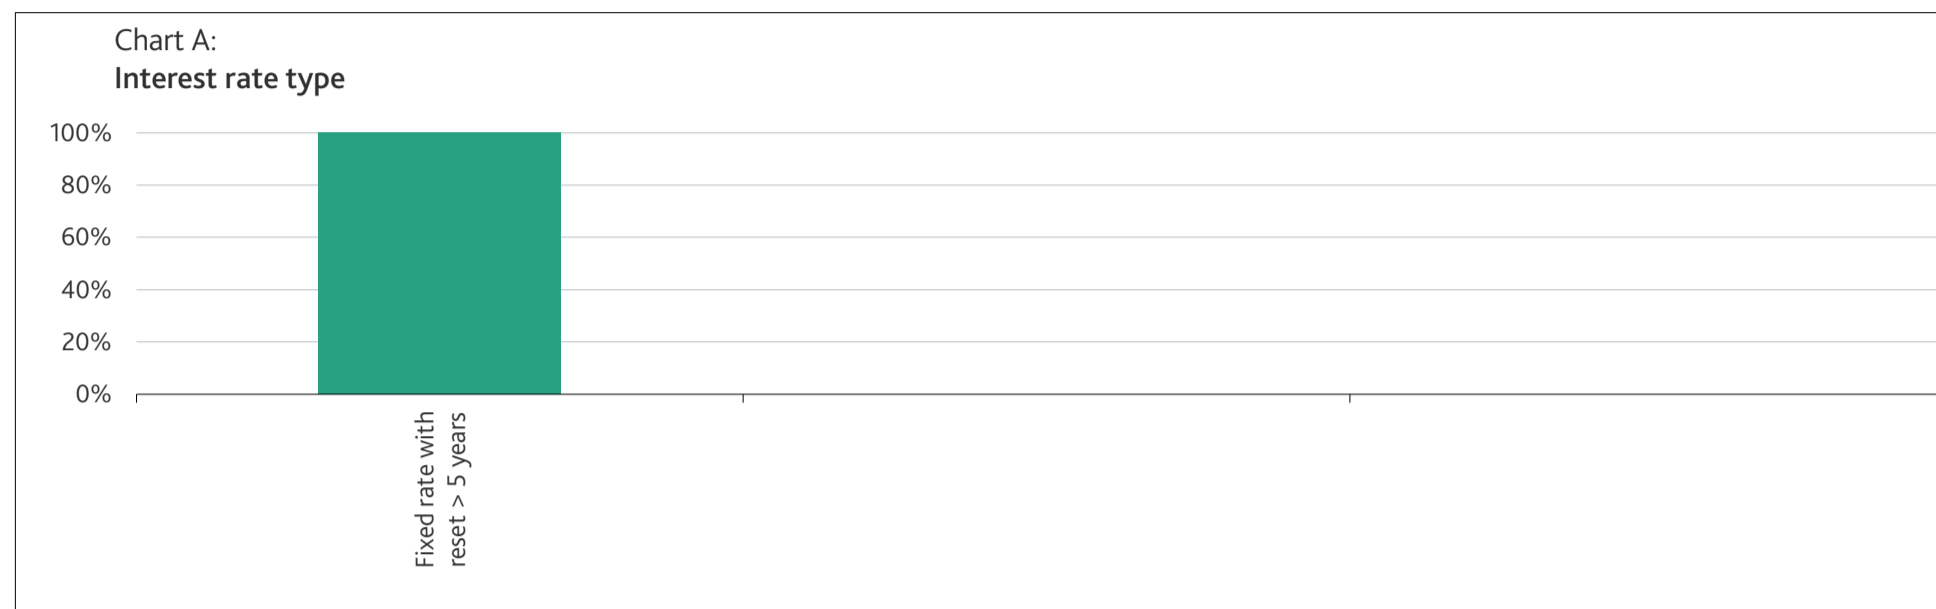 Chart A:
Interest rate type
100%
80%
60%
40%
20%
0%
Fixed rate with
reset > 5 years